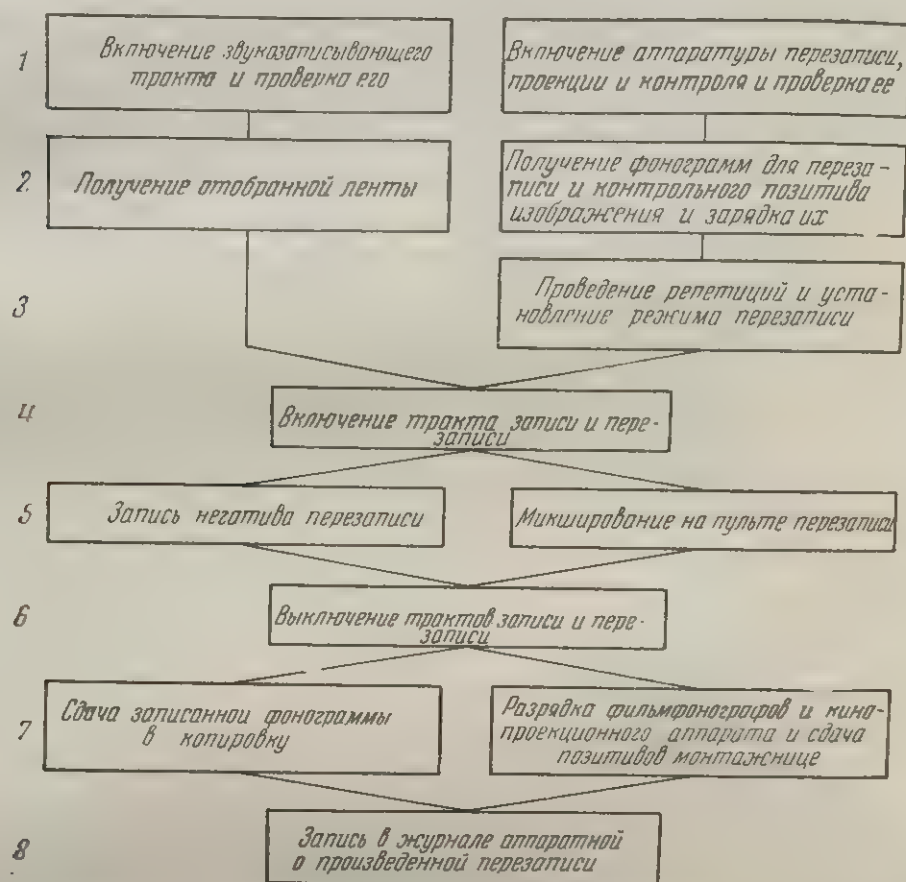 1
Включение звукозаписывающего
тракта и проверка его
Включение аппаратуры перезаписи,
проекции и контроля и проверка ее
2
Получение отобранной ленты
Получение фонограмм для переза-
писи и контрольного позитива
изображения и зарядка их
3
Проведение репетиций и уста-
новление режима перезаписи
4
Включение тракта записи и пере-
записи
5
Запись негатива перезаписи
Микширование на пульте перезаписи
6
Выключение трактов записи и пере-
записи
7
Сдача записанной фонограммы
в копировку
Разрядка фильмфонографов и кино-
проекционного аппарата и сдача
позитивов монтажнице
8
Запись в журнале аппаратной
о произведенной перезаписи